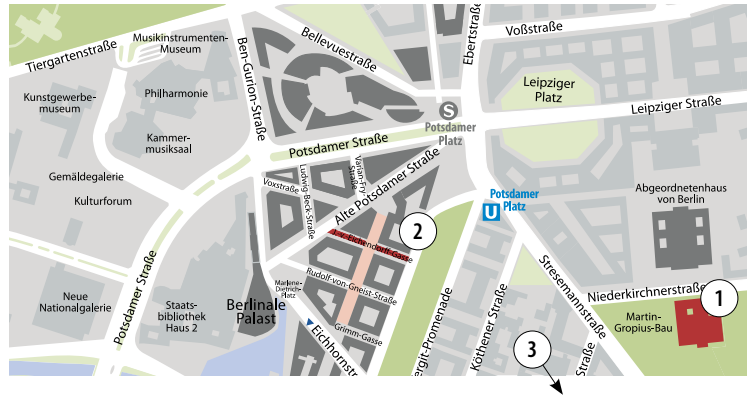 Tiergartenstraße
Musikinstrumenten-
Museum
Ben-Gurion-Straße
Bellevuestraße
Ebertstraße
Voßstraße
Kunstgewerbe-
museum
Philharmonie
Leipziger
Platz
Leipziger Straße
S
Potsdamer
Platz
Kammer-
musiksaal
Potsdamer Straße
Gemäldegalerie
Kulturforum
Voxstraße
Ludwig-Beck-Straße
Varian-Fry-
Straße
Alte Potsdamer Straße
U
Potsdamer
Platz
Abgeordnetenhaus
von Berlin
2
J.-v.-Eichendorff-Gasse
Potsdamer Straße
Rudolf-von-Gneist-Straße
Marlene-
Dietrich-
Platz
Stresemannstraße
Niederkirchnerstraße
1
Neue
Nationalgalerie
Staats-
bibliothek
Haus 2
Berlinale
Palast
Grimm-Gasse
Eichhornstr
ergit-Promenade
Köthener Straße
Martin-
Gropius-Bau
3
Straße